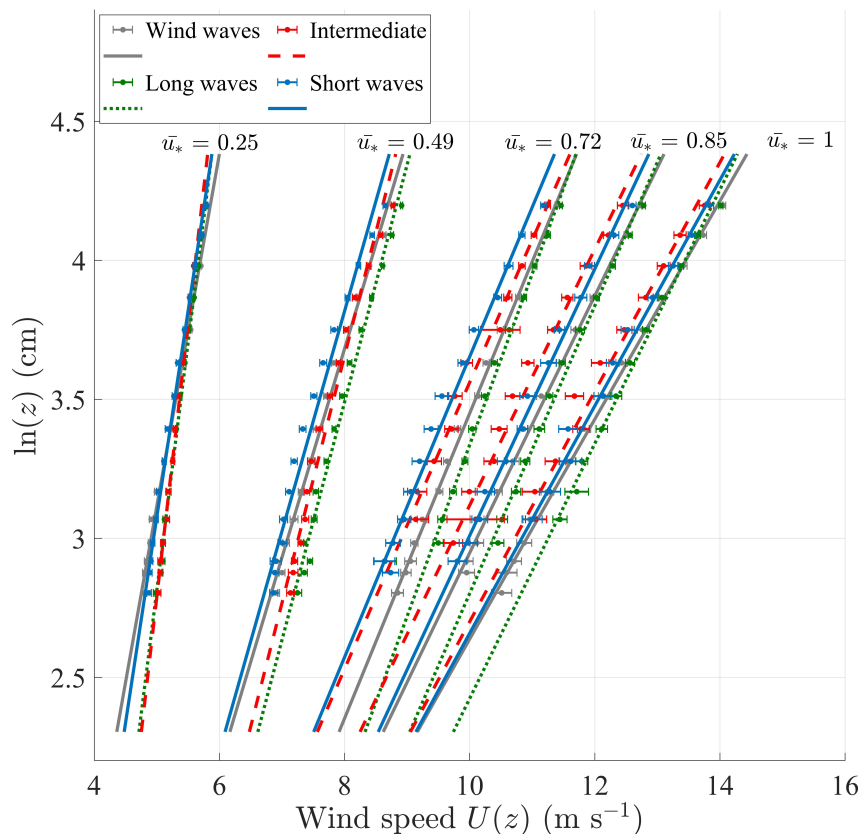 Wind waves Intermediate
Long waves Short waves
4.5
4
3.5
3
2.5
ū* = 0.25 ū* = 0.49 ū* = 0.72 ū* = 0.85 ū* = 1
ln(z) (cm)
4 6 8 10 12 14 16
Wind speed U(z) (m s⁻¹)